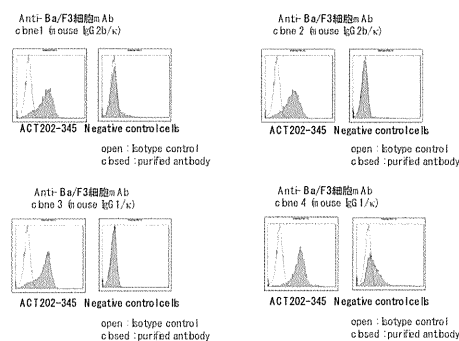 Anti-Ba/F3細胞mAb
clone1 (mouse IgG2b/κ)
ACT202-345 Negative control cells
open : Isotype control
closed : purified antibody
Anti-Ba/F3細胞mAb
clone 2 (mouse IgG2b/κ)
ACT202-345 Negative control cells
open : Isotype control
closed : purified antibody
Anti-Ba/F3細胞mAb
clone 3 (mouse IgG1/κ)
ACT202-345 Negative control cells
open : Isotype control
closed : purified antibody
Anti-Ba/F3細胞mAb
clone 4 (mouse IgG1/κ)
ACT202-345 Negative control cells
open : Isotype control
closed : purified antibody